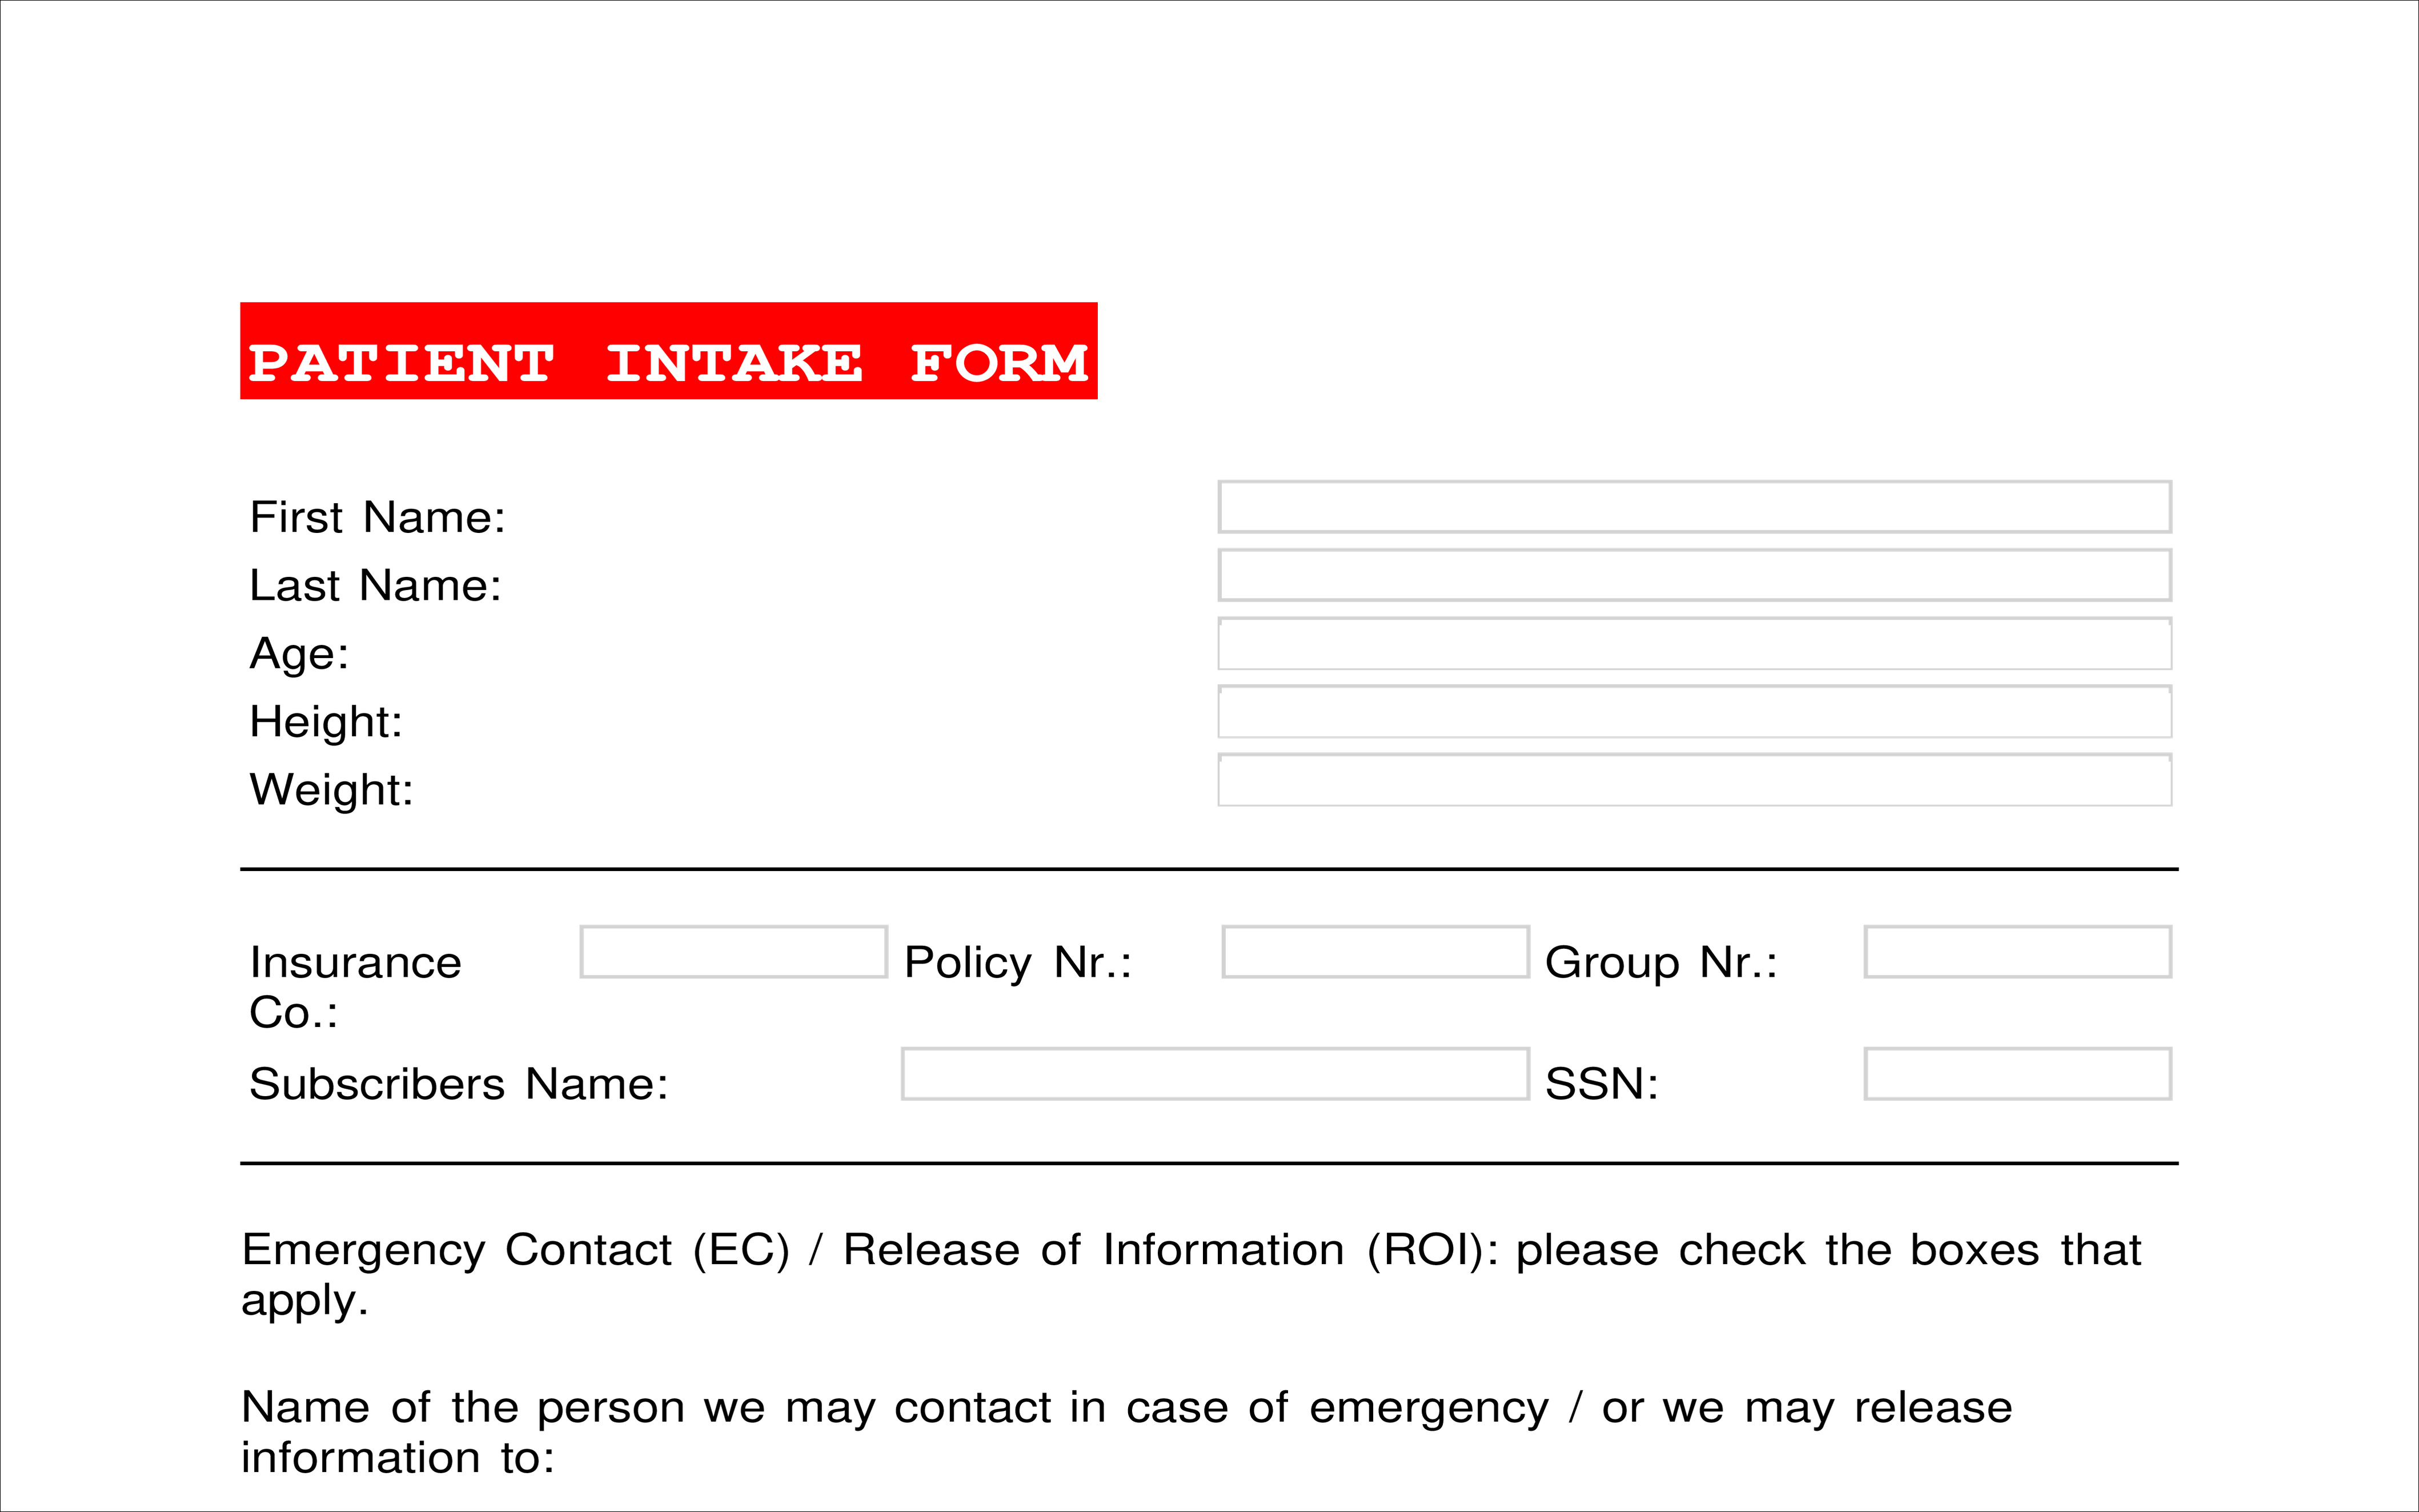 PATIENT INTAKE FORM
First Name:
Last Name:
Age:
Height:
Weight:
Insurance Co.: Policy Nr.: Group Nr.:
Subscribers Name: SSN:
Emergency Contact (EC) / Release of Information (ROI): please check the boxes that
apply.
Name of the person we may contact in case of emergency / or we may release
information to: